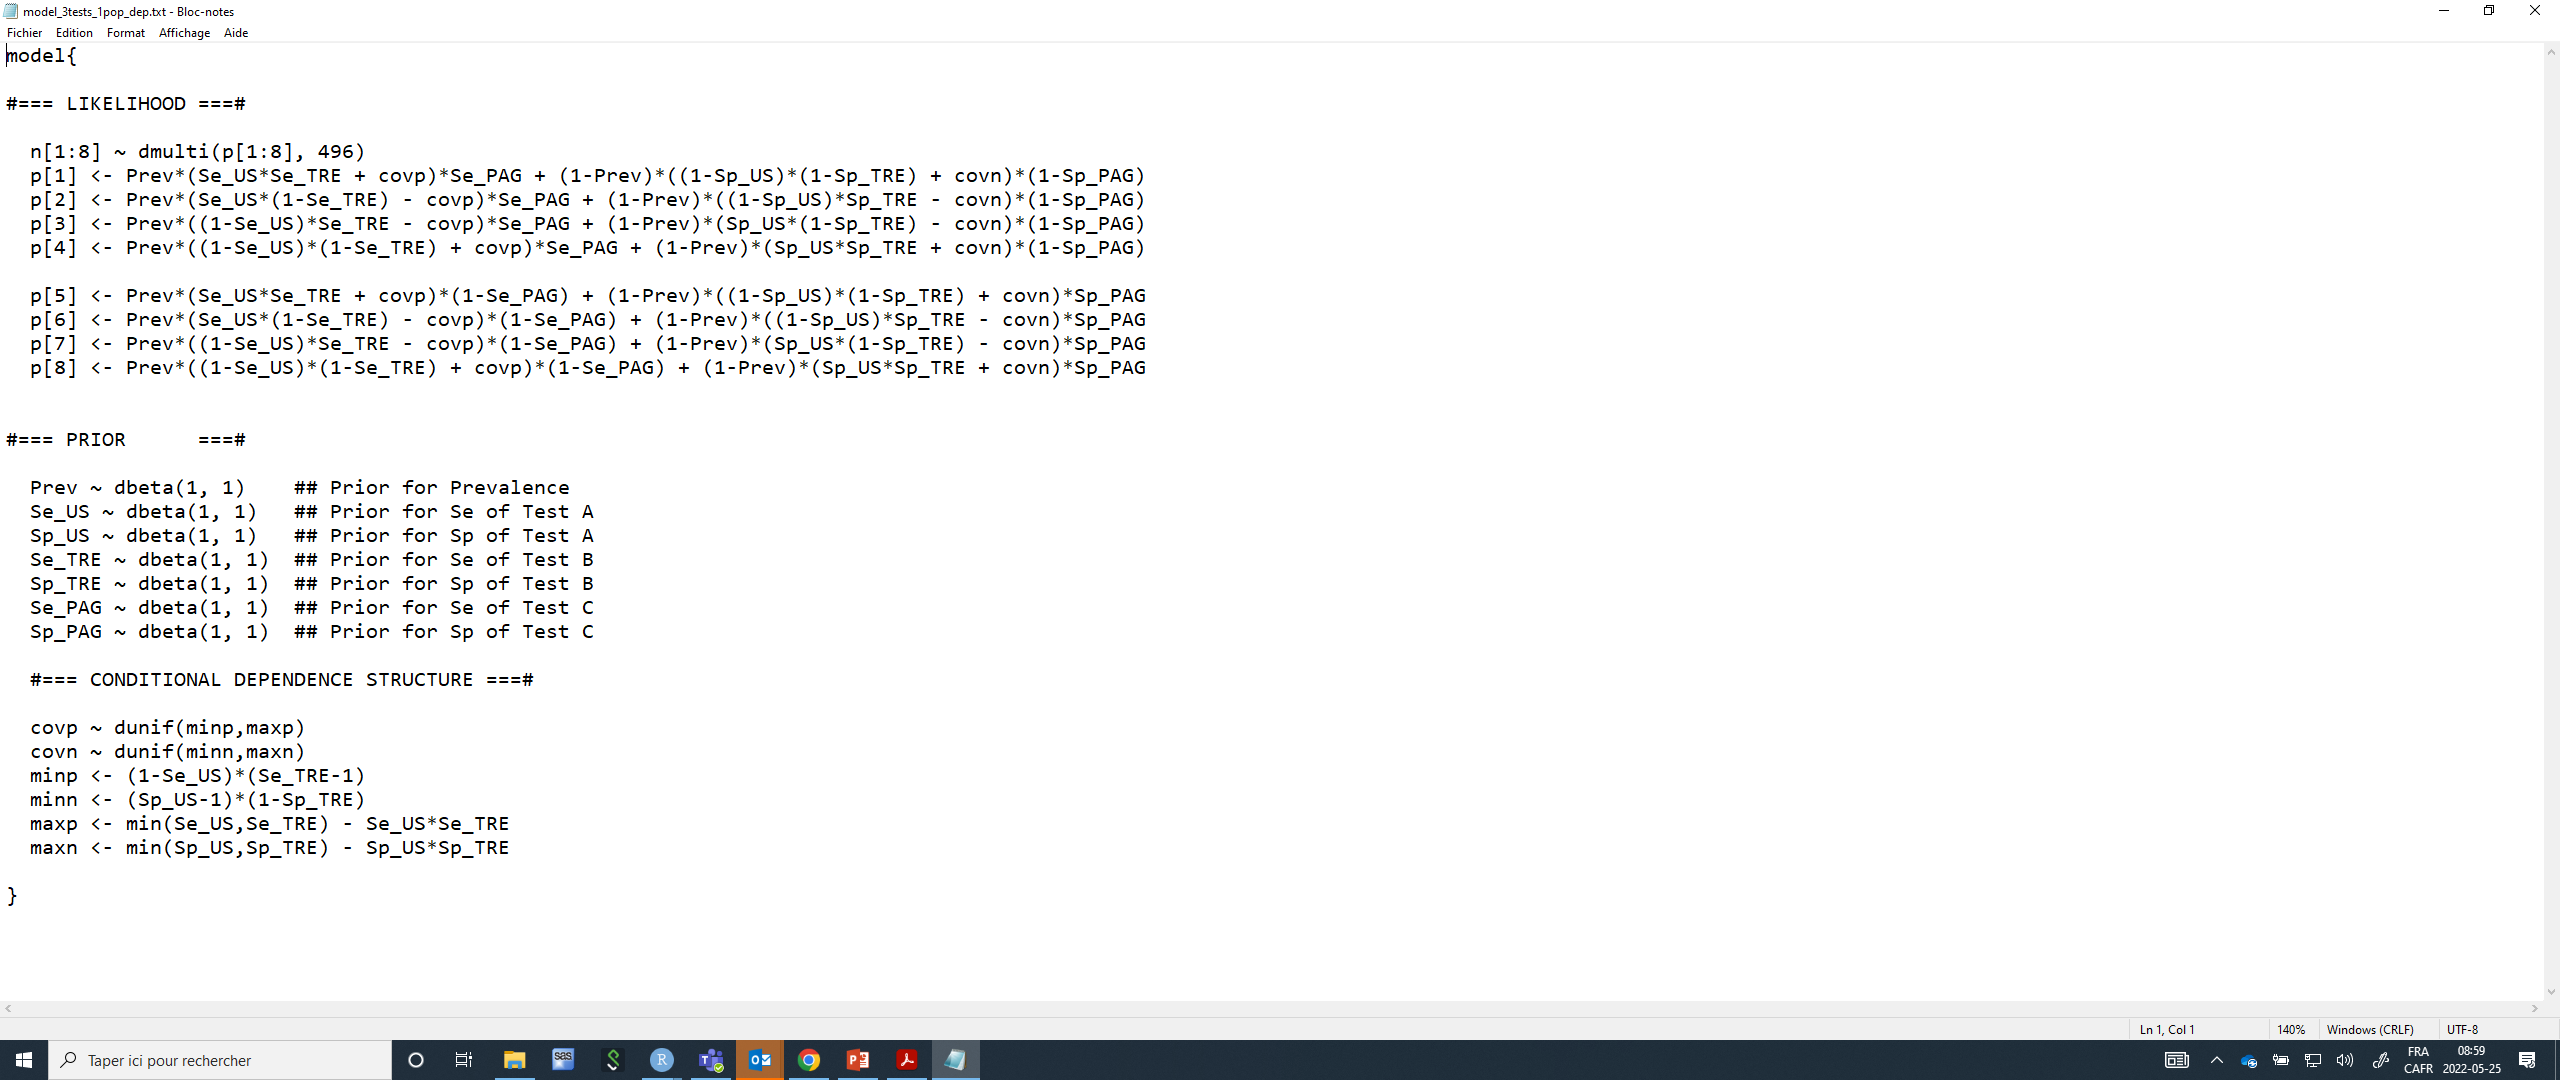 model_3tests_1pop_dep.txt - Bloc-notes
Fichier Edition Format Affichage Aide
model{
#=== LIKELIHOOD ===#
n[1:8] ~ dmulti(p[1:8], 496)
p[1] <- Prev*(Se_US*Se_TRE + covp)*Se_PAG + (1-Prev)*((1-Sp_US)*(1-Sp_TRE) + covn)*(1-Sp_PAG)
p[2] <- Prev*(Se_US*(1-Se_TRE) - covp)*Se_PAG + (1-Prev)*((1-Sp_US)*Sp_TRE - covn)*(1-Sp_PAG)
p[3] <- Prev*((1-Se_US)*Se_TRE - covp)*Se_PAG + (1-Prev)*(Sp_US*(1-Sp_TRE) - covn)*(1-Sp_PAG)
p[4] <- Prev*((1-Se_US)*(1-Se_TRE) + covp)*Se_PAG + (1-Prev)*(Sp_US*Sp_TRE + covn)*(1-Sp_PAG)
p[5] <- Prev*(Se_US*Se_TRE + covp)*(1-Se_PAG) + (1-Prev)*((1-Sp_US)*(1-Sp_TRE) + covn)*Sp_PAG
p[6] <- Prev*(Se_US*(1-Se_TRE) - covp)*(1-Se_PAG) + (1-Prev)*((1-Sp_US)*Sp_TRE - covn)*Sp_PAG
p[7] <- Prev*((1-Se_US)*Se_TRE - covp)*(1-Se_PAG) + (1-Prev)*(Sp_US*(1-Sp_TRE) - covn)*Sp_PAG
p[8] <- Prev*((1-Se_US)*(1-Se_TRE) + covp)*(1-Se_PAG) + (1-Prev)*(Sp_US*Sp_TRE + covn)*Sp_PAG
#=== PRIOR      ===#
Prev ~ dbeta(1, 1)    ## Prior for Prevalence
Se_US ~ dbeta(1, 1)   ## Prior for Se of Test A
Sp_US ~ dbeta(1, 1)   ## Prior for Sp of Test A
Se_TRE ~ dbeta(1, 1)  ## Prior for Se of Test B
Sp_TRE ~ dbeta(1, 1)  ## Prior for Sp of Test B
Se_PAG ~ dbeta(1, 1)  ## Prior for Se of Test C
Sp_PAG ~ dbeta(1, 1)  ## Prior for Sp of Test C
#=== CONDITIONAL DEPENDENCE STRUCTURE ===#
covp ~ dunif(minp,maxp)
covn ~ dunif(minn,maxn)
minp <- (1-Se_US)*(Se_TRE-1)
minn <- (Sp_US-1)*(1-Sp_TRE)
maxp <- min(Se_US,Se_TRE) - Se_US*Se_TRE
maxn <- min(Sp_US,Sp_TRE) - Sp_US*Sp_TRE
}
Ln 1, Col 1 140% Windows (CRLF) UTF-8
Taper ici pour rechercher
FRA 08:59
CAFR 2022-05-25